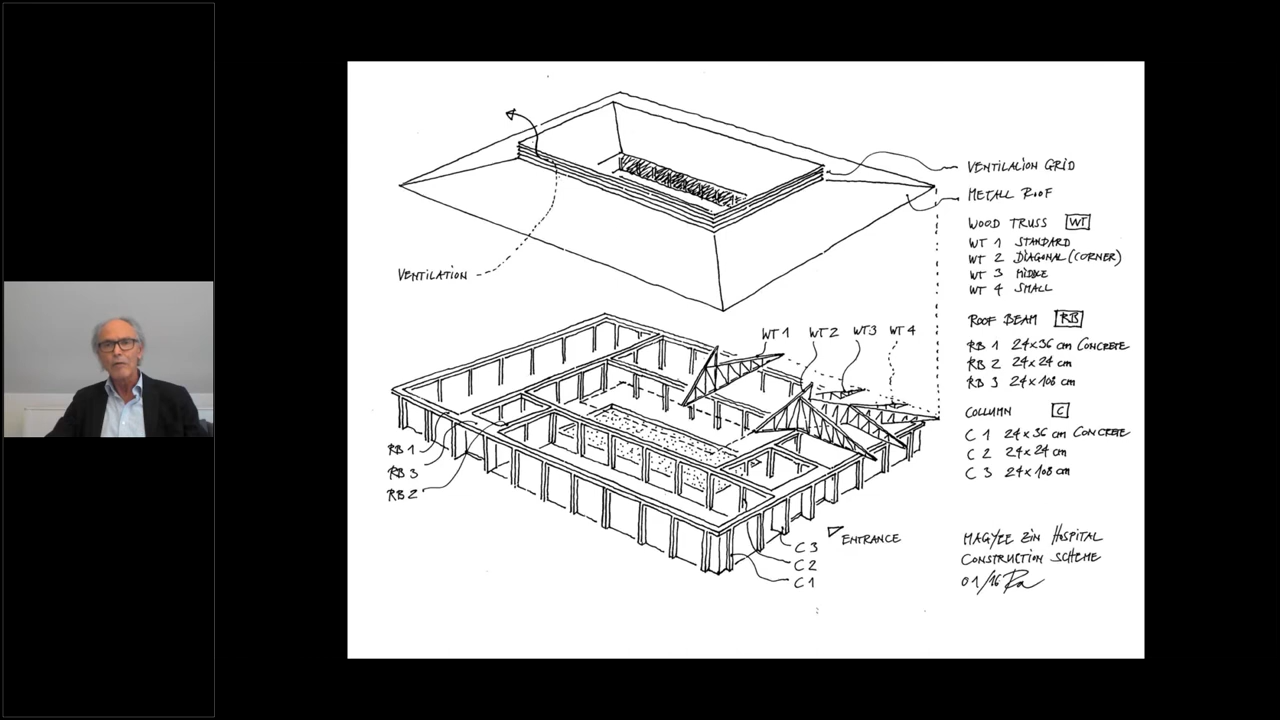 VENTILATION GRID
METALL ROOF
WOOD TRUSS WT
WT 1 STANDARD
WT 2 DIAGONAL (CORNER)
WT 3 MIDDLE
WT 4 SMALL
VENTILATION
ROOF BEAM RB
RB 1 24x36 cm CONCRETE
RB 2 24x24 cm
RB 3 24x108 cm
WT 1 WT 2 WT 3 WT 4
COLUMN C
C 1 24x36 cm CONCRETE
C 2 24x24 cm
C 3 24x108 cm
RB 1
RB 3
RB 2
ENTRANCE
C 3
C 2
C 1
MAGYEE ZIN HOSPITAL
CONSTRUCTION SCHEME
01/16